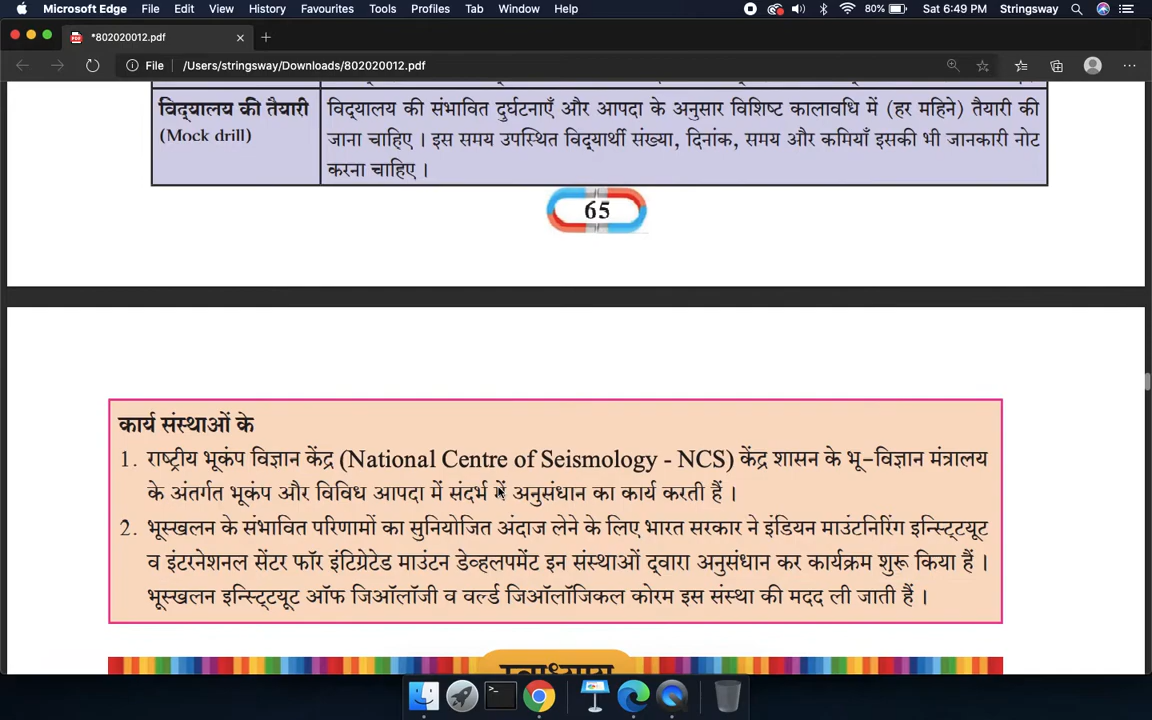 Microsoft Edge File Edit View History Favourites Tools Profiles Tab Window Help 80% Sat 6:49 PM Stringsway
*802020012.pdf
File /Users/stringsway/Downloads/802020012.pdf
विद्यालय की तैयारी
(Mock drill)
विद्यालय की संभावित दुर्घटनाएँ और आपदा के अनुसार विशिष्ट कालावधि में (हर महिने) तैयारी की
जाना चाहिए । इस समय उपस्थित विद्यार्थी संख्या, दिनांक, समय और कमियाँ इसकी भी जानकारी नोट
करना चाहिए ।
65
कार्य संस्थाओं के
1. राष्ट्रीय भूकंप विज्ञान केंद्र (National Centre of Seismology - NCS) केंद्र शासन के भू-विज्ञान मंत्रालय
के अंतर्गत भूकंप और विविध आपदा में संदर्भ में अनुसंधान का कार्य करती हैं ।
2. भूस्खलन के संभावित परिणामों का सुनियोजित अंदाज लेने के लिए भारत सरकार ने इंडियन माउंटनिरिंग इन्स्टिट्यूट
व इंटरनेशनल सेंटर फॉर इंटिग्रेटेड माउंटन डेव्हलपमेंट इन संस्थाओं द्वारा अनुसंधान कर कार्यक्रम शुरू किया हैं ।
भूस्खलन इन्स्टिट्यूट ऑफ जिऑलॉजी व वर्ल्ड जिऑलॉजिकल कोरम इस संस्था की मदद ली जाती हैं ।
स्वाध्याय